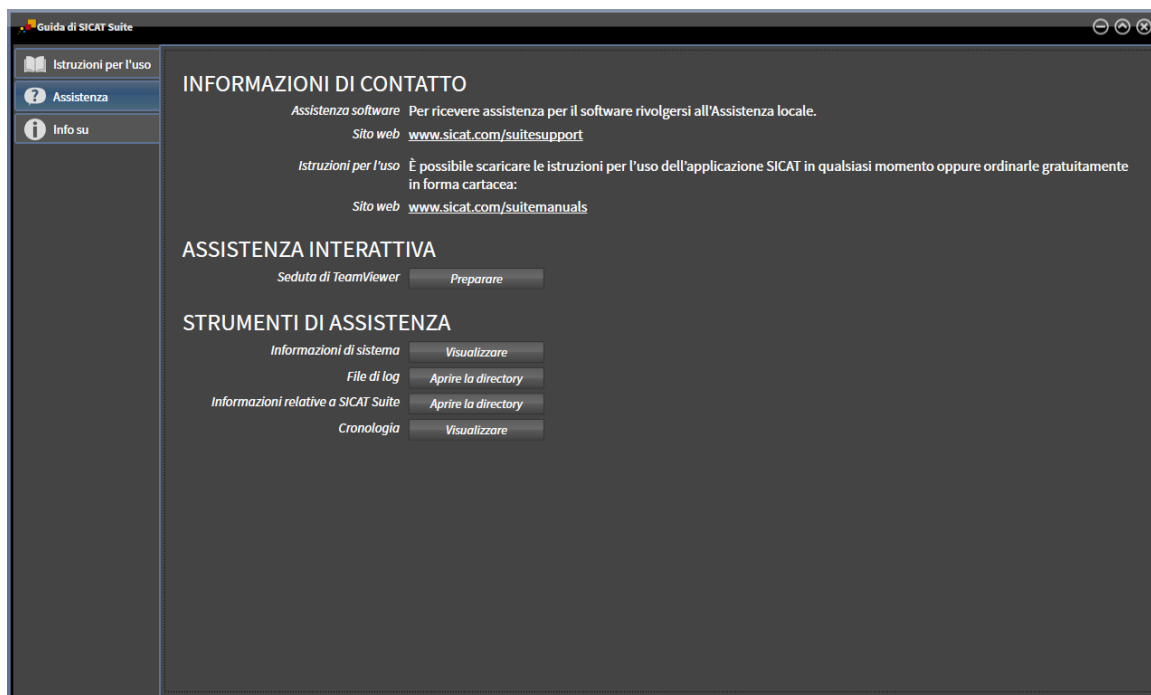 Guida di SICAT Suite
Istruzioni per l'uso
Assistenza
Info su
INFORMAZIONI DI CONTATTO
Assistenza software Per ricevere assistenza per il software rivolgersi all'Assistenza locale.
Sito web www.sicat.com/suitesupport
Istruzioni per l'uso È possibile scaricare le istruzioni per l'uso dell'applicazione SICAT in qualsiasi momento oppure ordinarle gratuitamente
in forma cartacea:
Sito web www.sicat.com/suitemanuals
ASSISTENZA INTERATTIVA
Seduta di TeamViewer Preparare
STRUMENTI DI ASSISTENZA
Informazioni di sistema Visualizzare
File di log Aprire la directory
Informazioni relative a SICAT Suite Aprire la directory
Cronologia Visualizzare